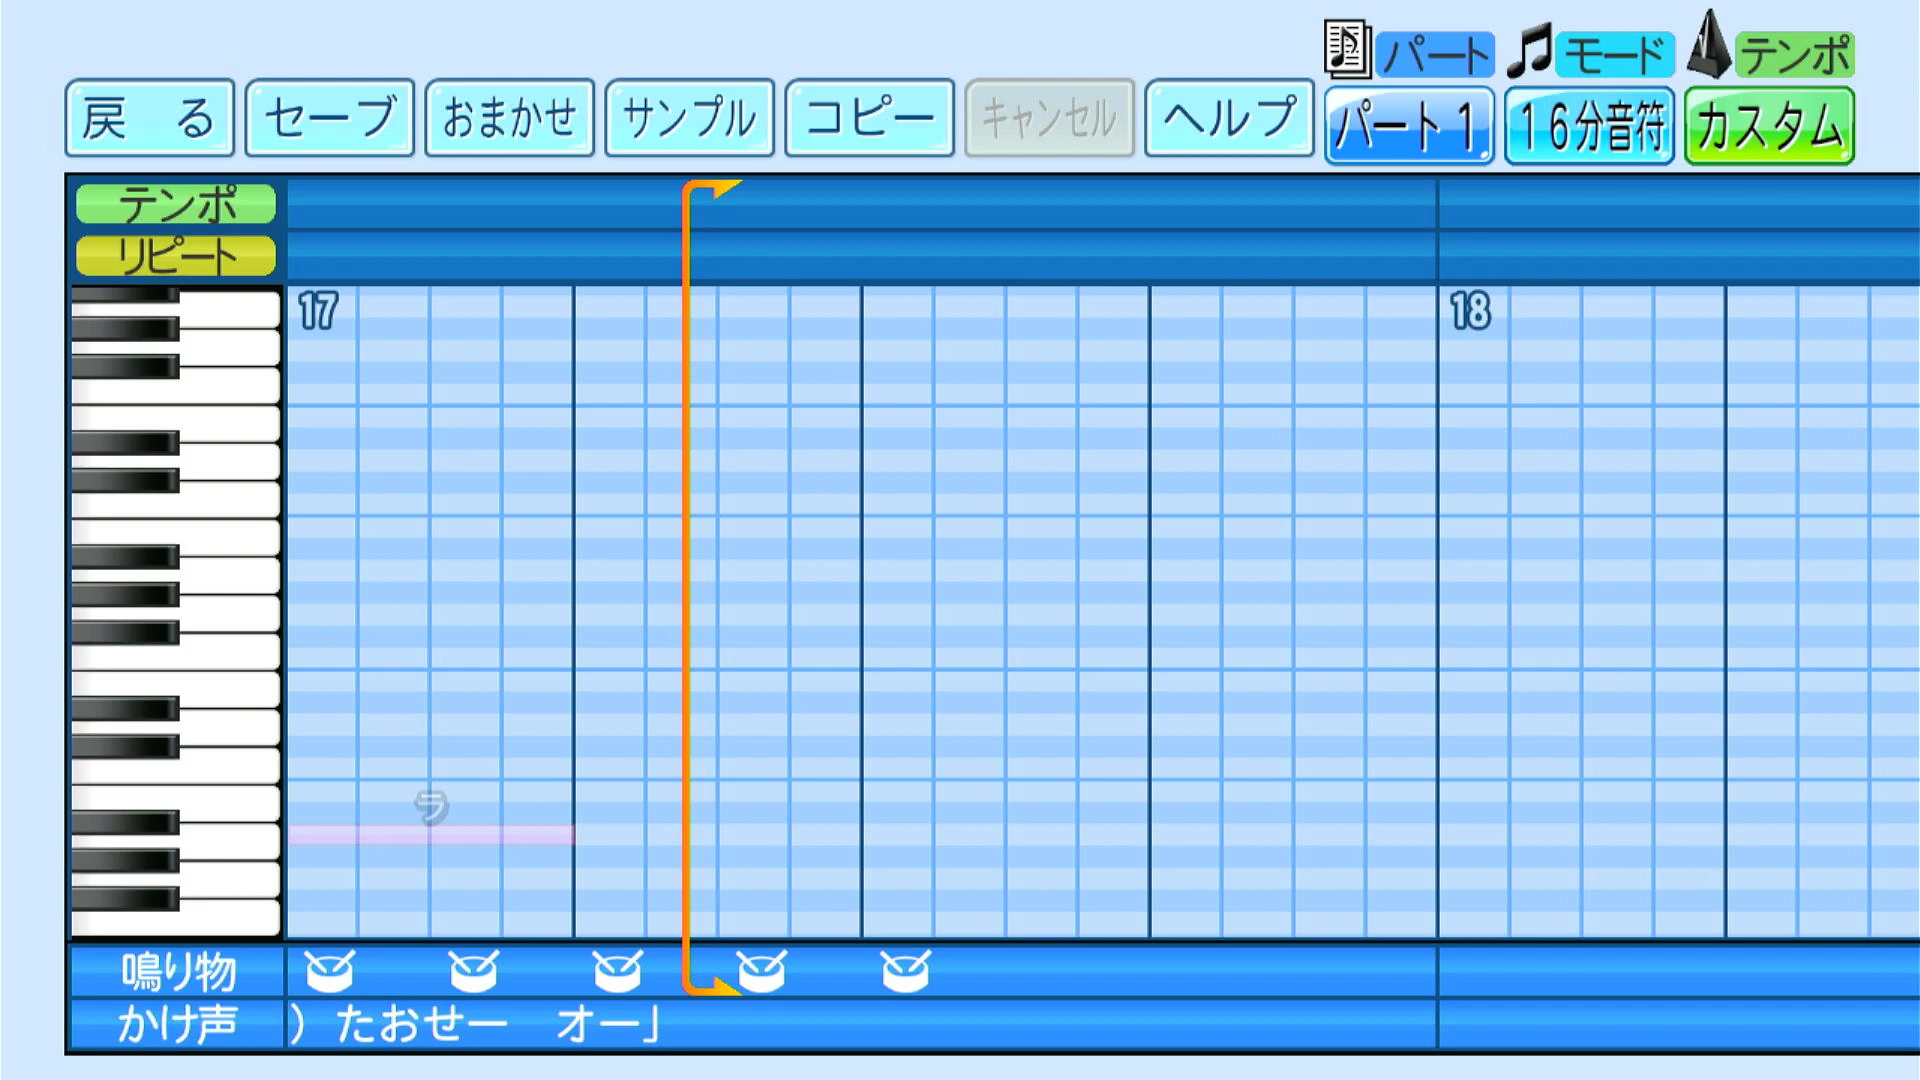 パート モード テンポ
戻 る セーブ おまかせ サンプル コピー キャンセル ヘルプ パート1 16分音符 カスタム
テンポ
リピート
17 18
ラ
鳴り物
かけ声 ）たおせー オー」